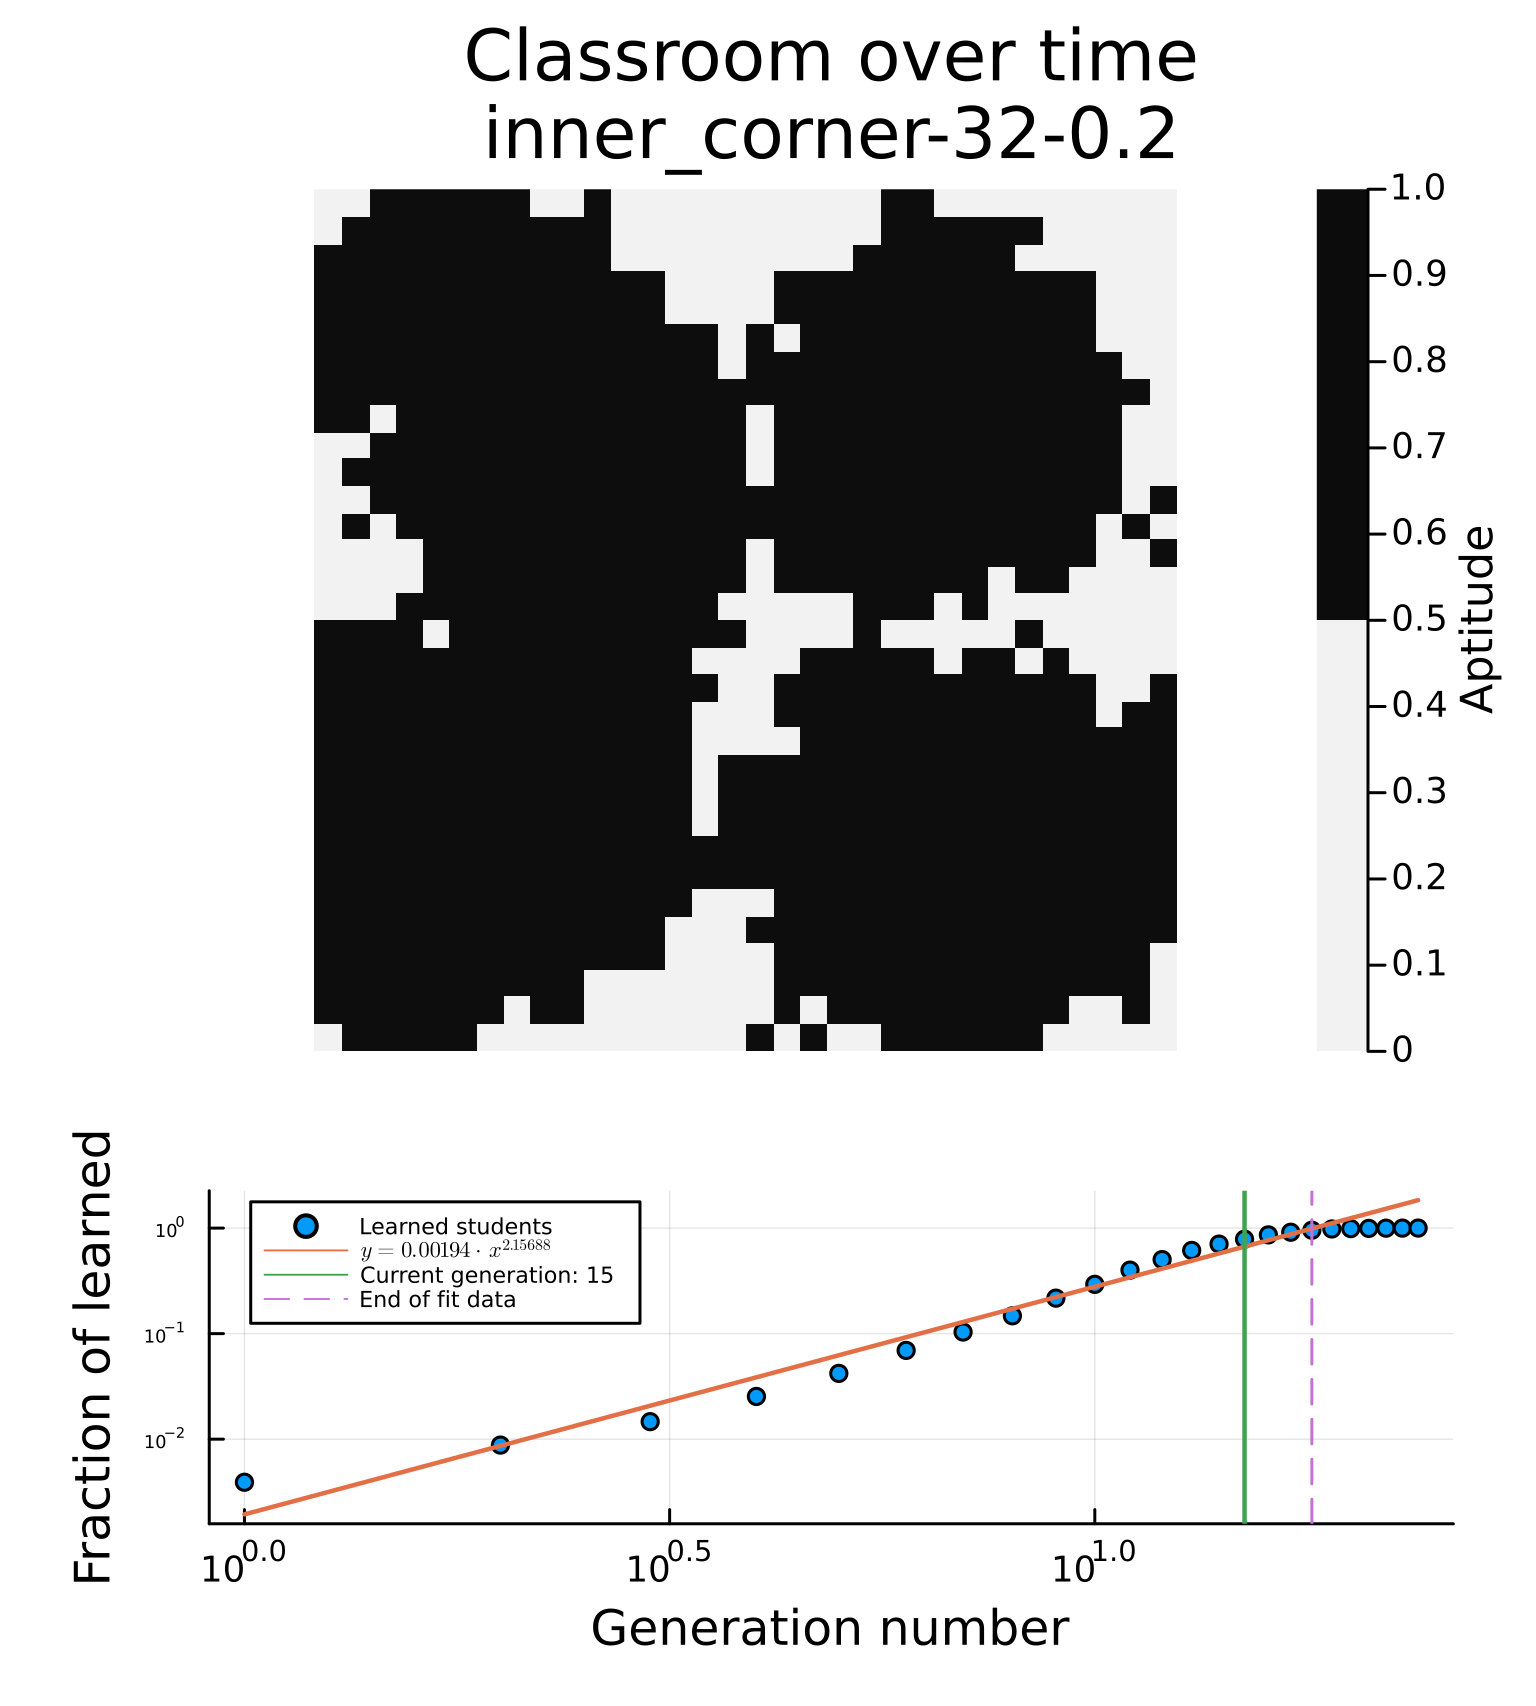 Classroom over time
inner_corner-32-0.2
1.0
0.9
0.8
0.7
0.6
0.5
0.4
0.3
0.2
0.1
0
Aptitude
Fraction of learned
10⁰
10⁻¹
10⁻²
Learned students
y = 0.00194 · x^2.15688
Current generation: 15
End of fit data
10^0.0
10^0.5
10^1.0
Generation number